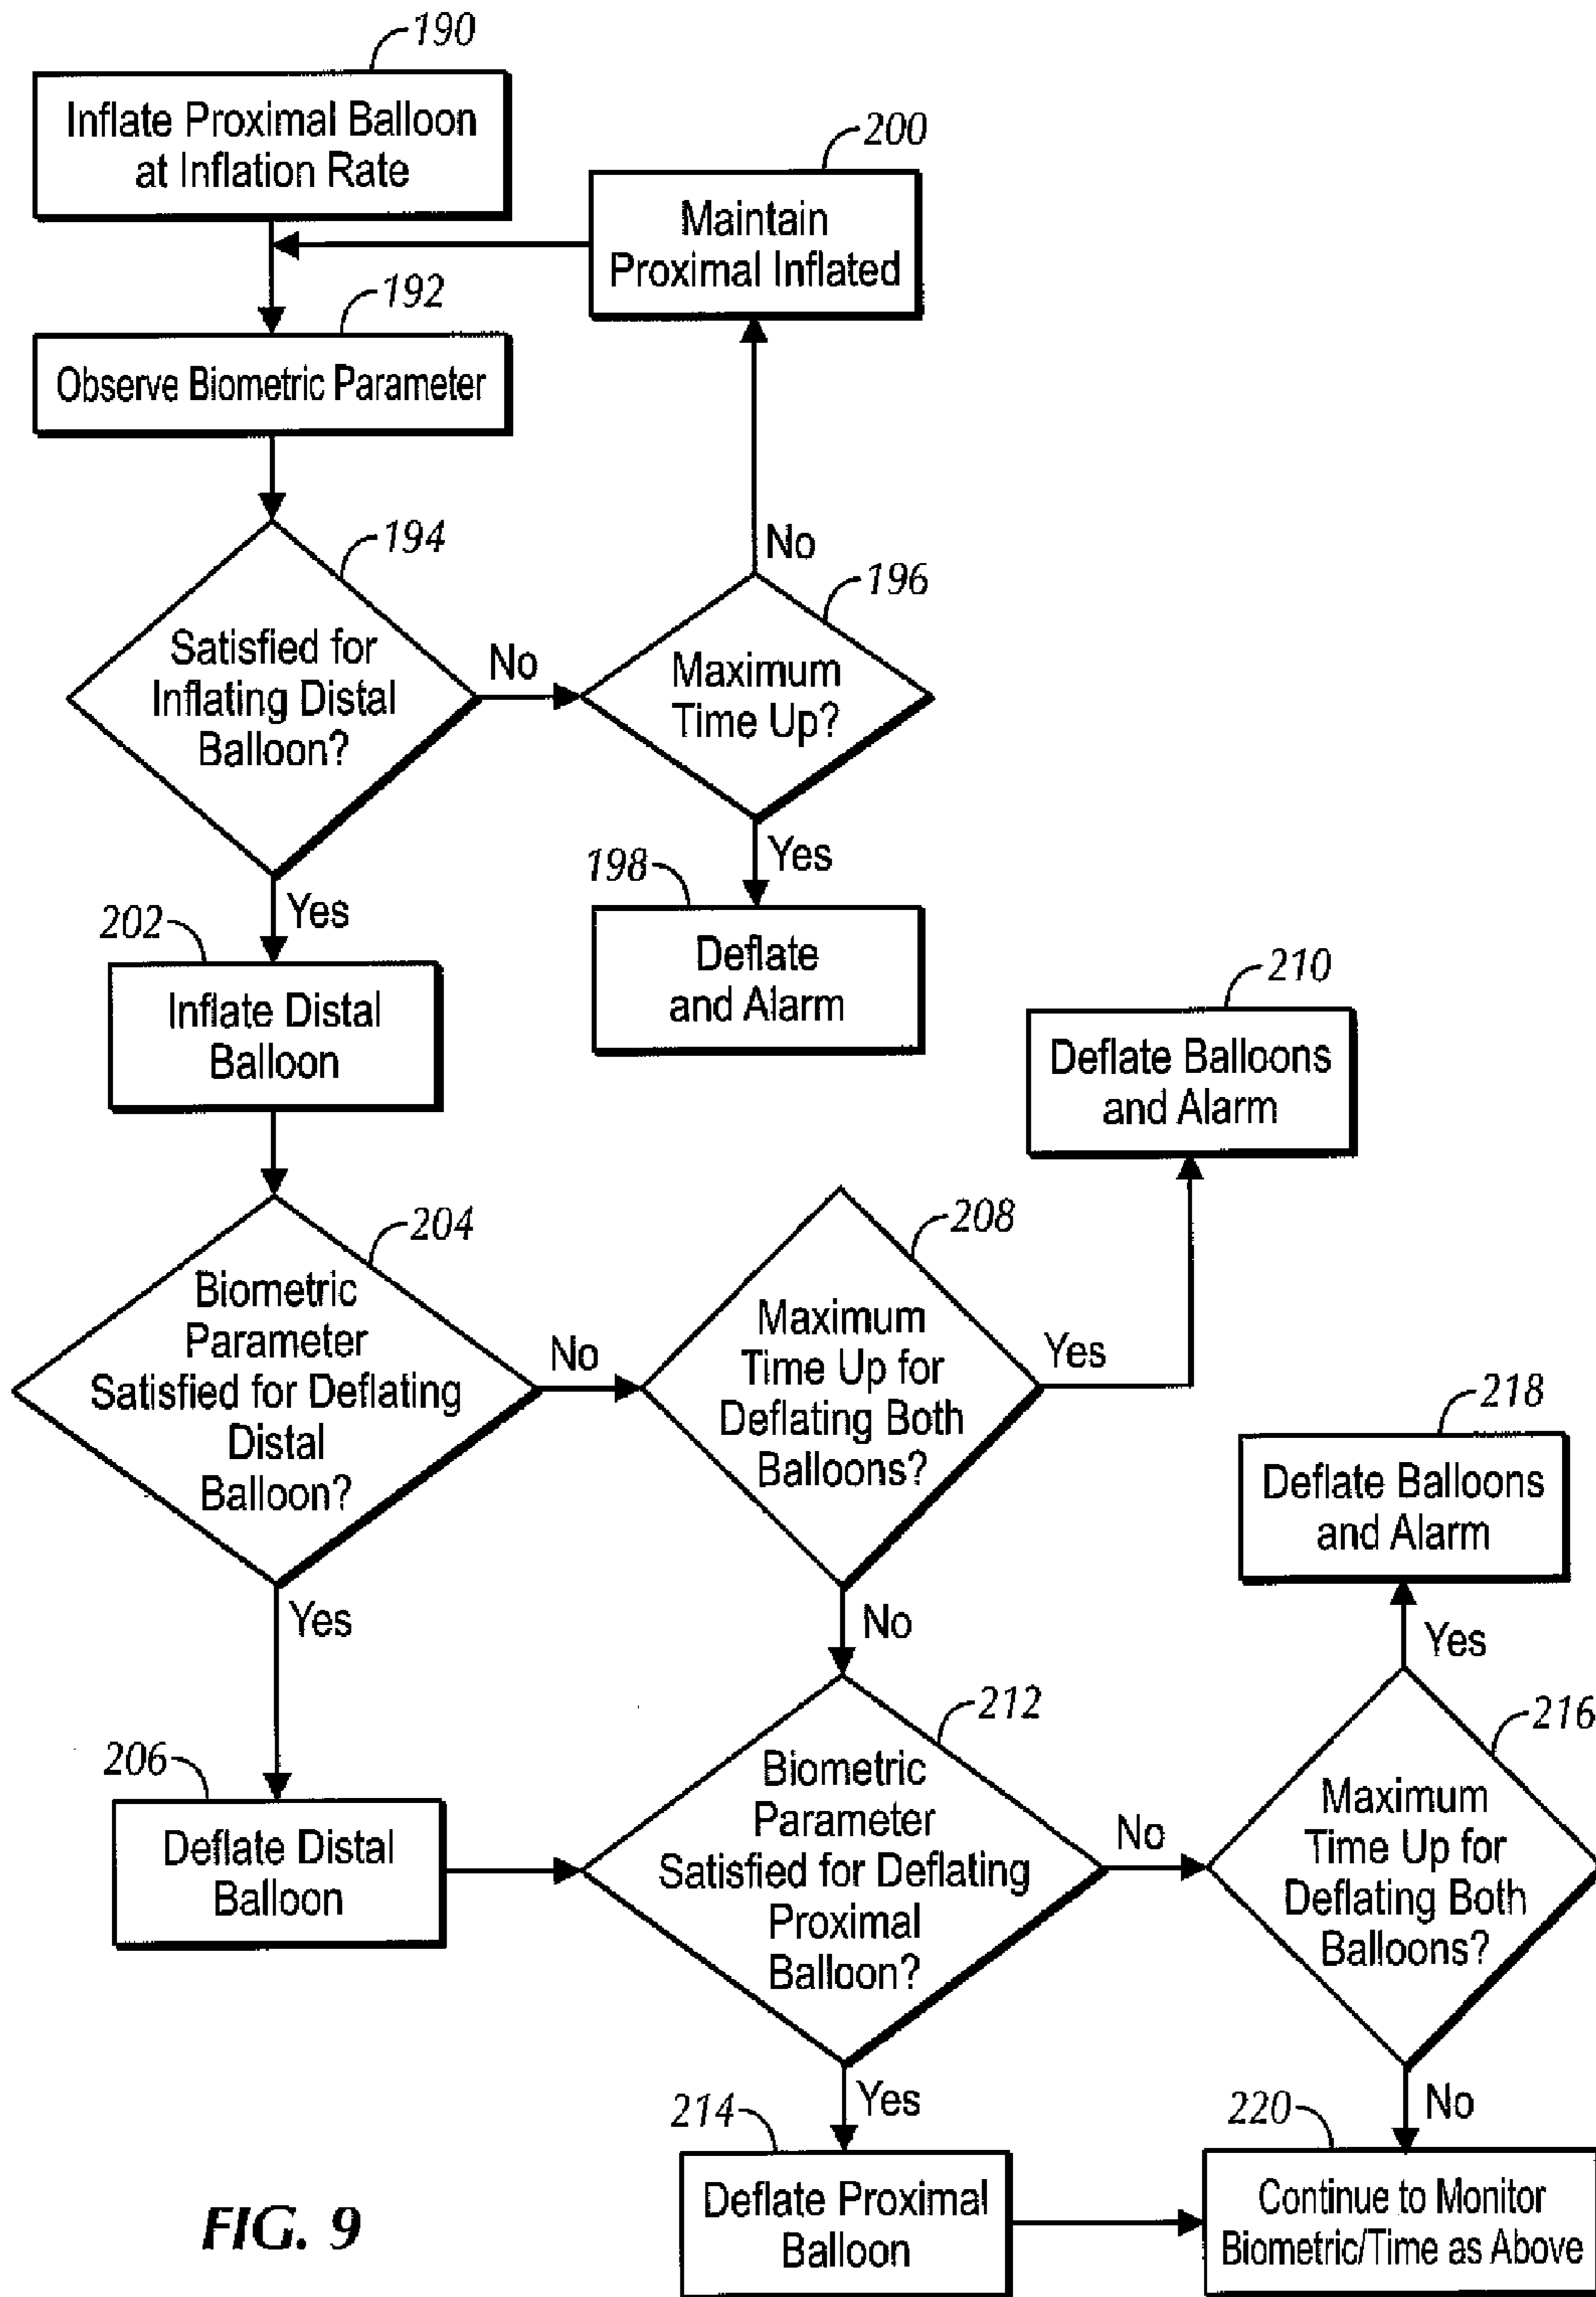 190
Inflate Proximal Balloon
at Inflation Rate
200
Maintain
Proximal Inflated
192
Observe Biometric Parameter
194
Satisfied for
Inflating Distal
Balloon?
No
196
Maximum
Time Up?
No
Yes
198
Deflate
and Alarm
Yes
202
Inflate Distal
Balloon
210
Deflate Balloons
and Alarm
204
Biometric
Parameter
Satisfied for Deflating
Distal
Balloon?
No
208
Maximum
Time Up for
Deflating Both
Balloons?
Yes
218
Deflate Balloons
and Alarm
Yes
No
Yes
206
Deflate Distal
Balloon
212
Biometric
Parameter
Satisfied for Deflating
Proximal
Balloon?
No
216
Maximum
Time Up for
Deflating Both
Balloons?
Yes
No
214
Deflate Proximal
Balloon
220
Continue to Monitor
Biometric/Time as Above
FIG. 9